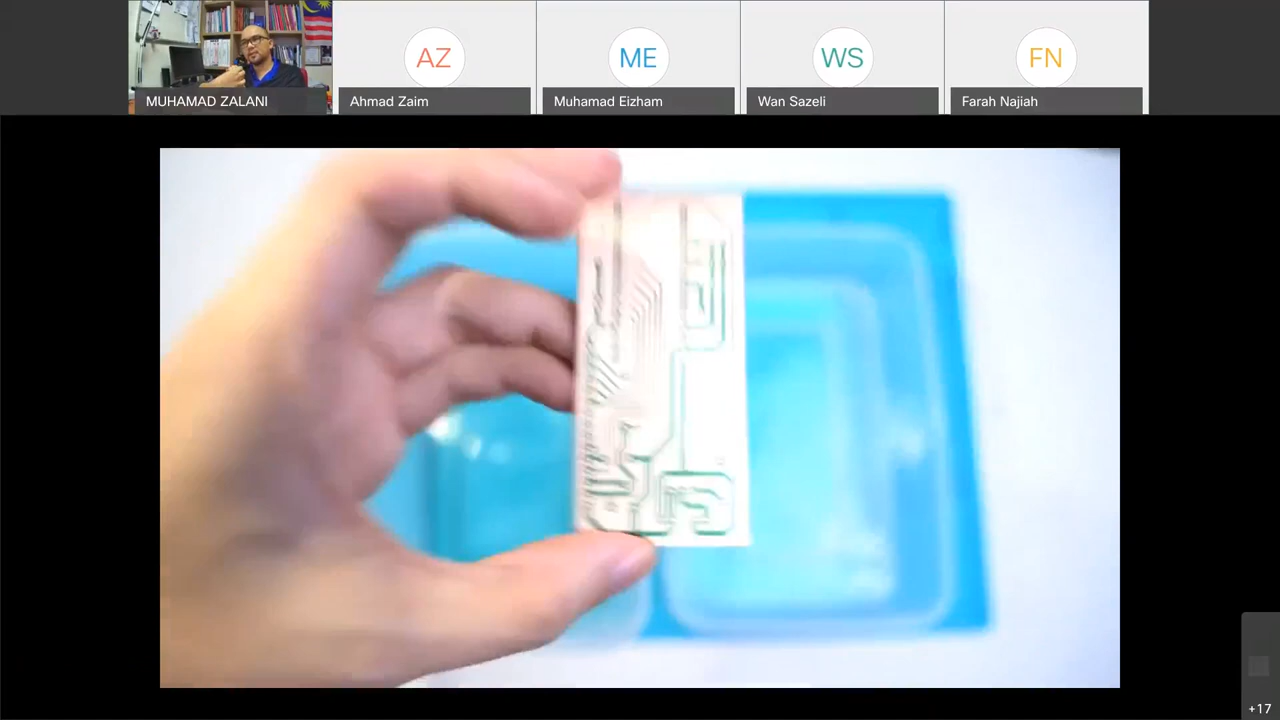 AZ
ME
WS
FN
MUHAMAD ZALANI
Ahmad Zaim
Muhamad Eizham
Wan Sazeli
Farah Najiah
+17